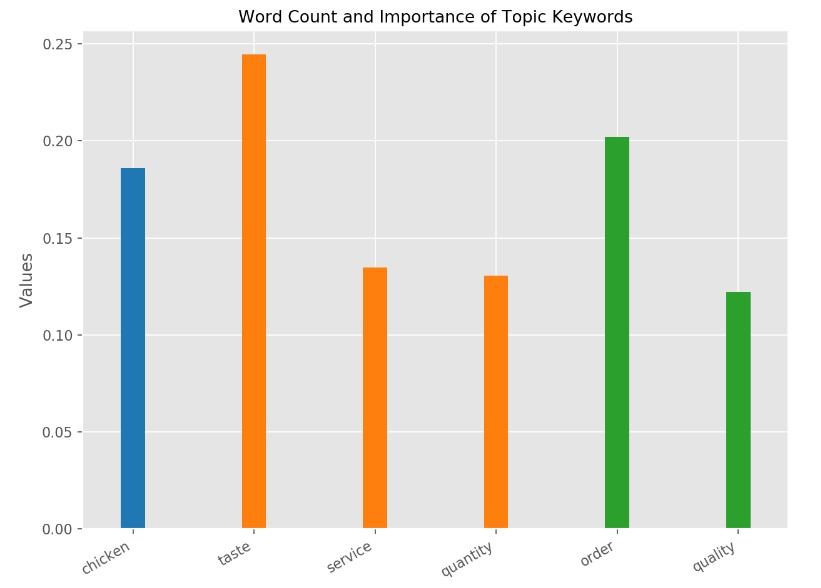 Word Count and Importance of Topic Keywords
Values
0.25
0.20
0.15
0.10
0.05
0.00
chicken
taste
service
quantity
order
quality